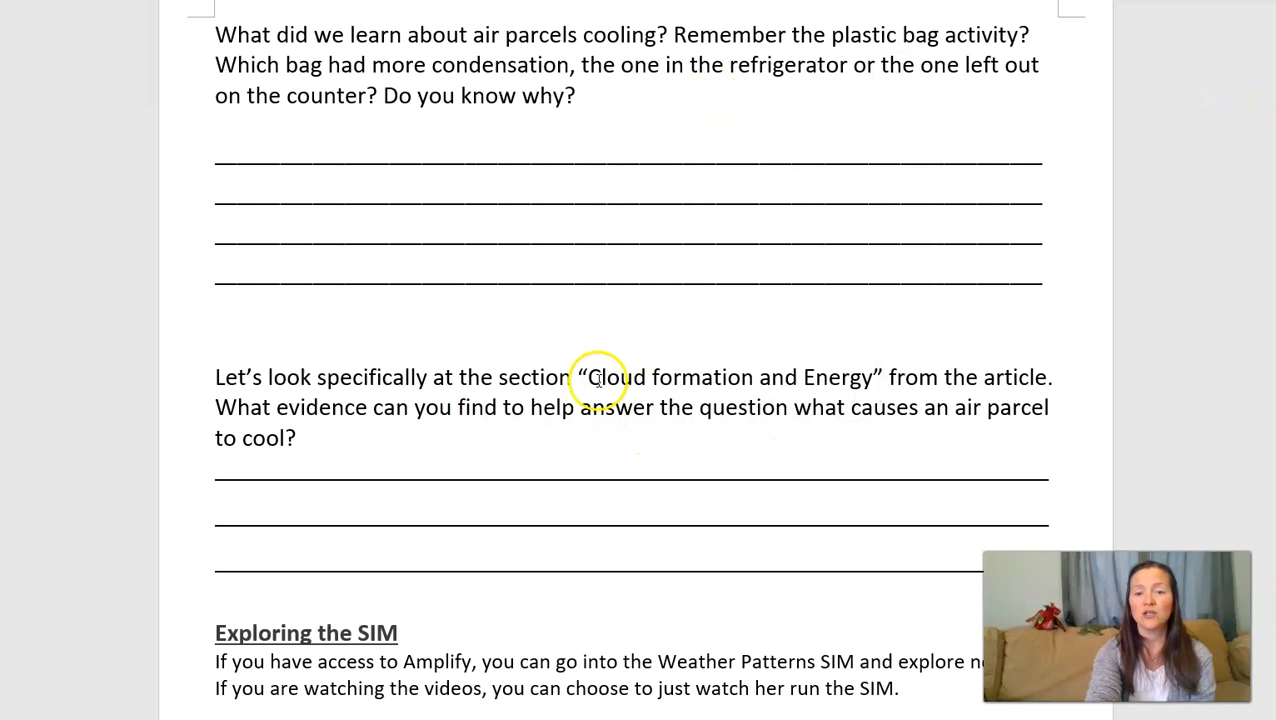 What did we learn about air parcels cooling? Remember the plastic bag activity?
Which bag had more condensation, the one in the refrigerator or the one left out
on the counter? Do you know why?
Let’s look specifically at the section “Cloud formation and Energy” from the article.
What evidence can you find to help answer the question what causes an air parcel
to cool?
Exploring the SIM
If you have access to Amplify, you can go into the Weather Patterns SIM and explore
If you are watching the videos, you can choose to just watch her run the SIM.